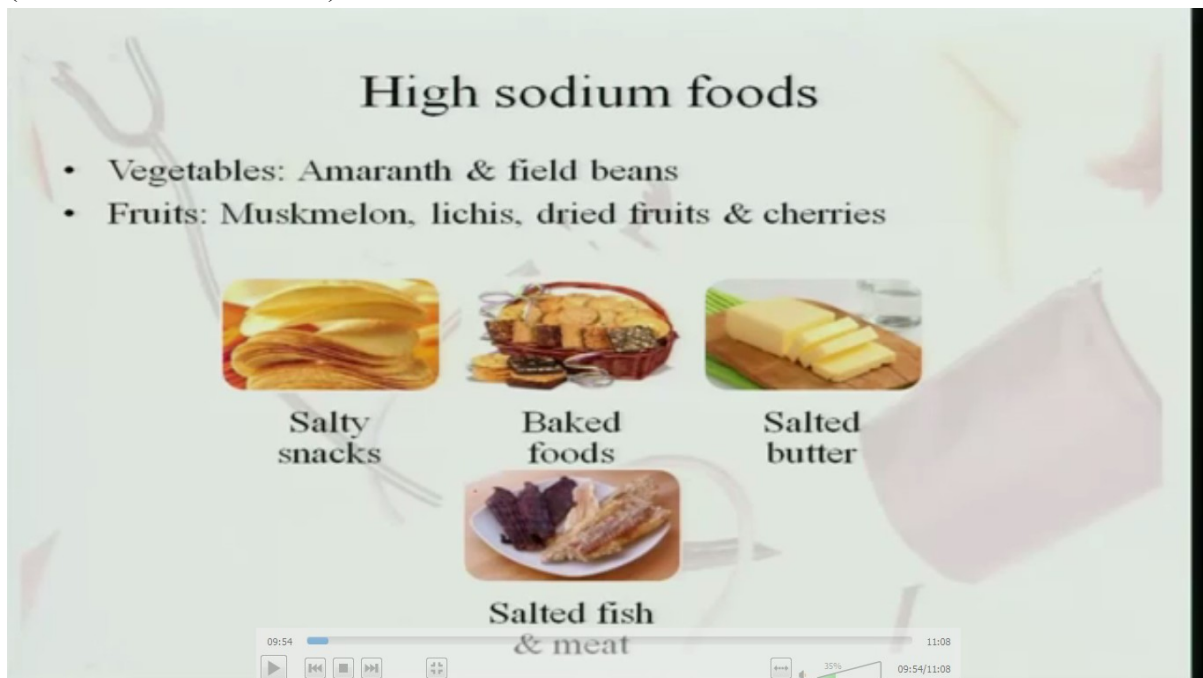 High sodium foods
• Vegetables: Amaranth & field beans
• Fruits: Muskmelon, lichis, dried fruits & cherries
Salty
snacks
Baked
foods
Salted
butter
Salted fish
& meat
09:54
11:08
35%
09:54/11:08